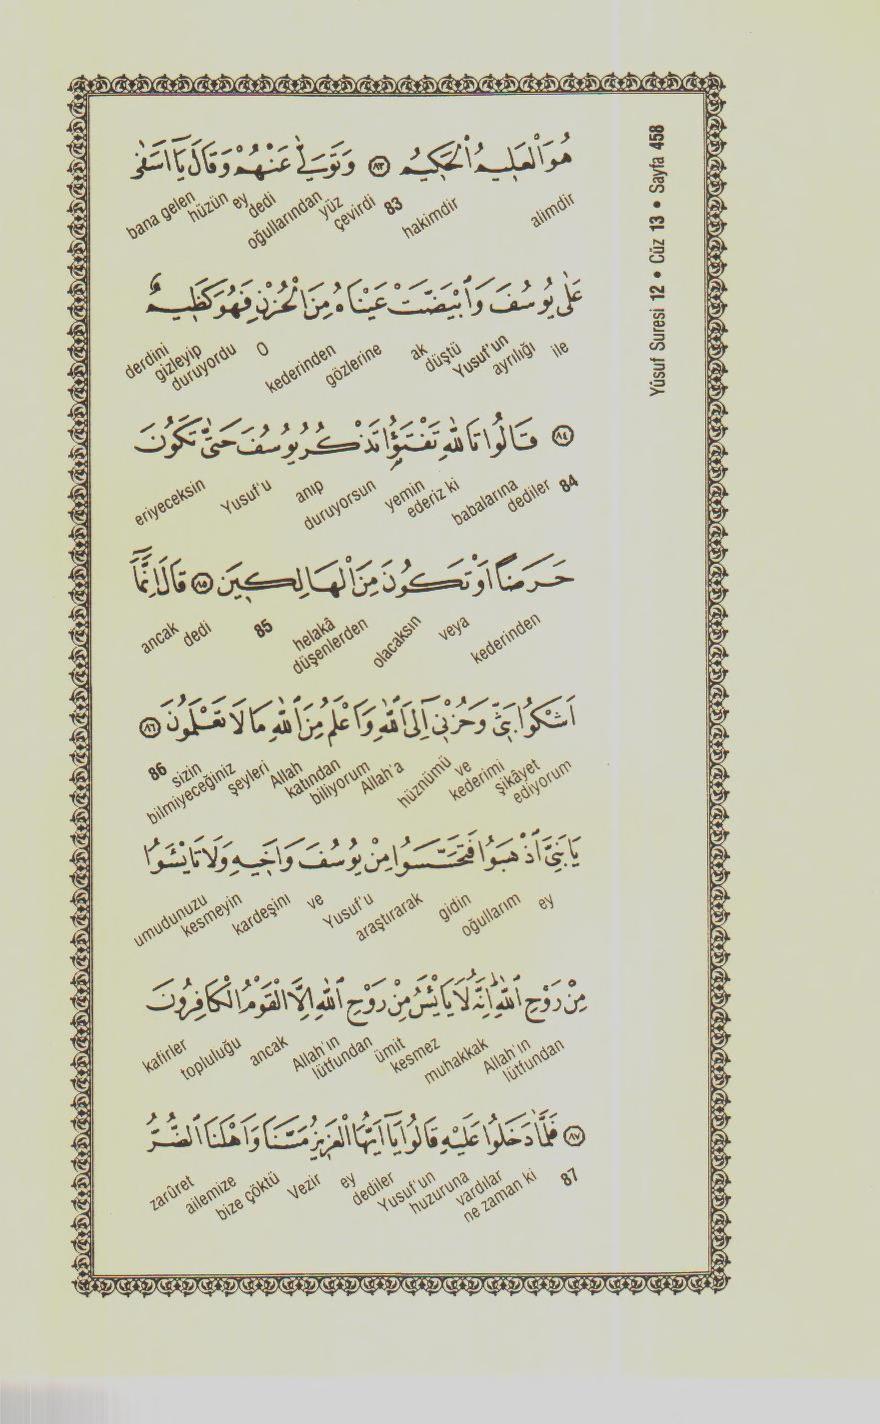 Yûsuf Suresi 12 • Cüz 13 • Sayfa 458
هُوَ الْعَلِيمُ الْحَكِيمُ ﴿٨٣﴾ وَتَوَلّٰى عَنْهُمْ وَقَالَ يَٓا اَسَفٰى
alimdir hakimdir 83 yüz çevirdi oğullarından dedi ey hüzün bana gelen
عَلٰى يُوسُفَ وَابْيَضَّتْ عَيْنَاهُ مِنَ الْحُزْنِ فَهُوَ كَظِيمٌ
ile Yusuf'un ayrılığı ak düştü gözlerine kederinden O derdini gizleyip duruyordu
﴿٨٤﴾ قَالُوا تَاللّٰهِ تَفْتَؤُا تَذْكُرُ يُوسُفَ حَتّٰى تَكُونَ
84 babalarına dediler yemin ederiz ki anıp duruyorsun Yusuf'u eriyeceksin
حَرَضًا اَوْ تَكُونَ مِنَ الْهَالِكِينَ ﴿٨٥﴾ قَالَ اِنَّمَٓا
kederinden veya olacaksın helakâ düşenlerden 85 dedi ancak
اَشْكُوا بَثّ۪ي وَحُزْن۪ٓي اِلَى اللّٰهِ وَاَعْلَمُ مِنَ اللّٰهِ مَا لَا تَعْلَمُونَ ﴿٨٦﴾
şikâyet ediyorum kederimi ve hüznümü Allah'a biliyorum Allah katından şeyleri sizin bilmiyeceğiniz 86
يَا بَنِيَّ اذْهَبُوا فَتَحَسَّسُوا مِنْ يُوسُفَ وَاَخِيهِ وَلَا تَايْـَٔسُوا
ey oğullarım gidin araştırarak Yusuf'u ve kardeşini umudunuzu kesmeyin
مِنْ رَوْحِ اللّٰهِ اِنَّهُ لَا يَايْـَٔسُ مِنْ رَوْحِ اللّٰهِ اِلَّا الْقَوْمُ الْكَافِرُونَ
Allah'ın lütfundan muhakkak ümit kesmez Allah'ın lütfundan ancak topluluğu kafirler
﴿٨٧﴾ فَلَمَّا دَخَلُوا عَلَيْهِ قَالُوا يَٓا اَيُّهَا الْعَزِيزُ مَسَّنَا وَاَهْلَنَا الضُّرُّ
87 ne zaman ki vardılar huzuruna Yusuf'un dediler ey Vezir bize çöktü ailemize zarûret